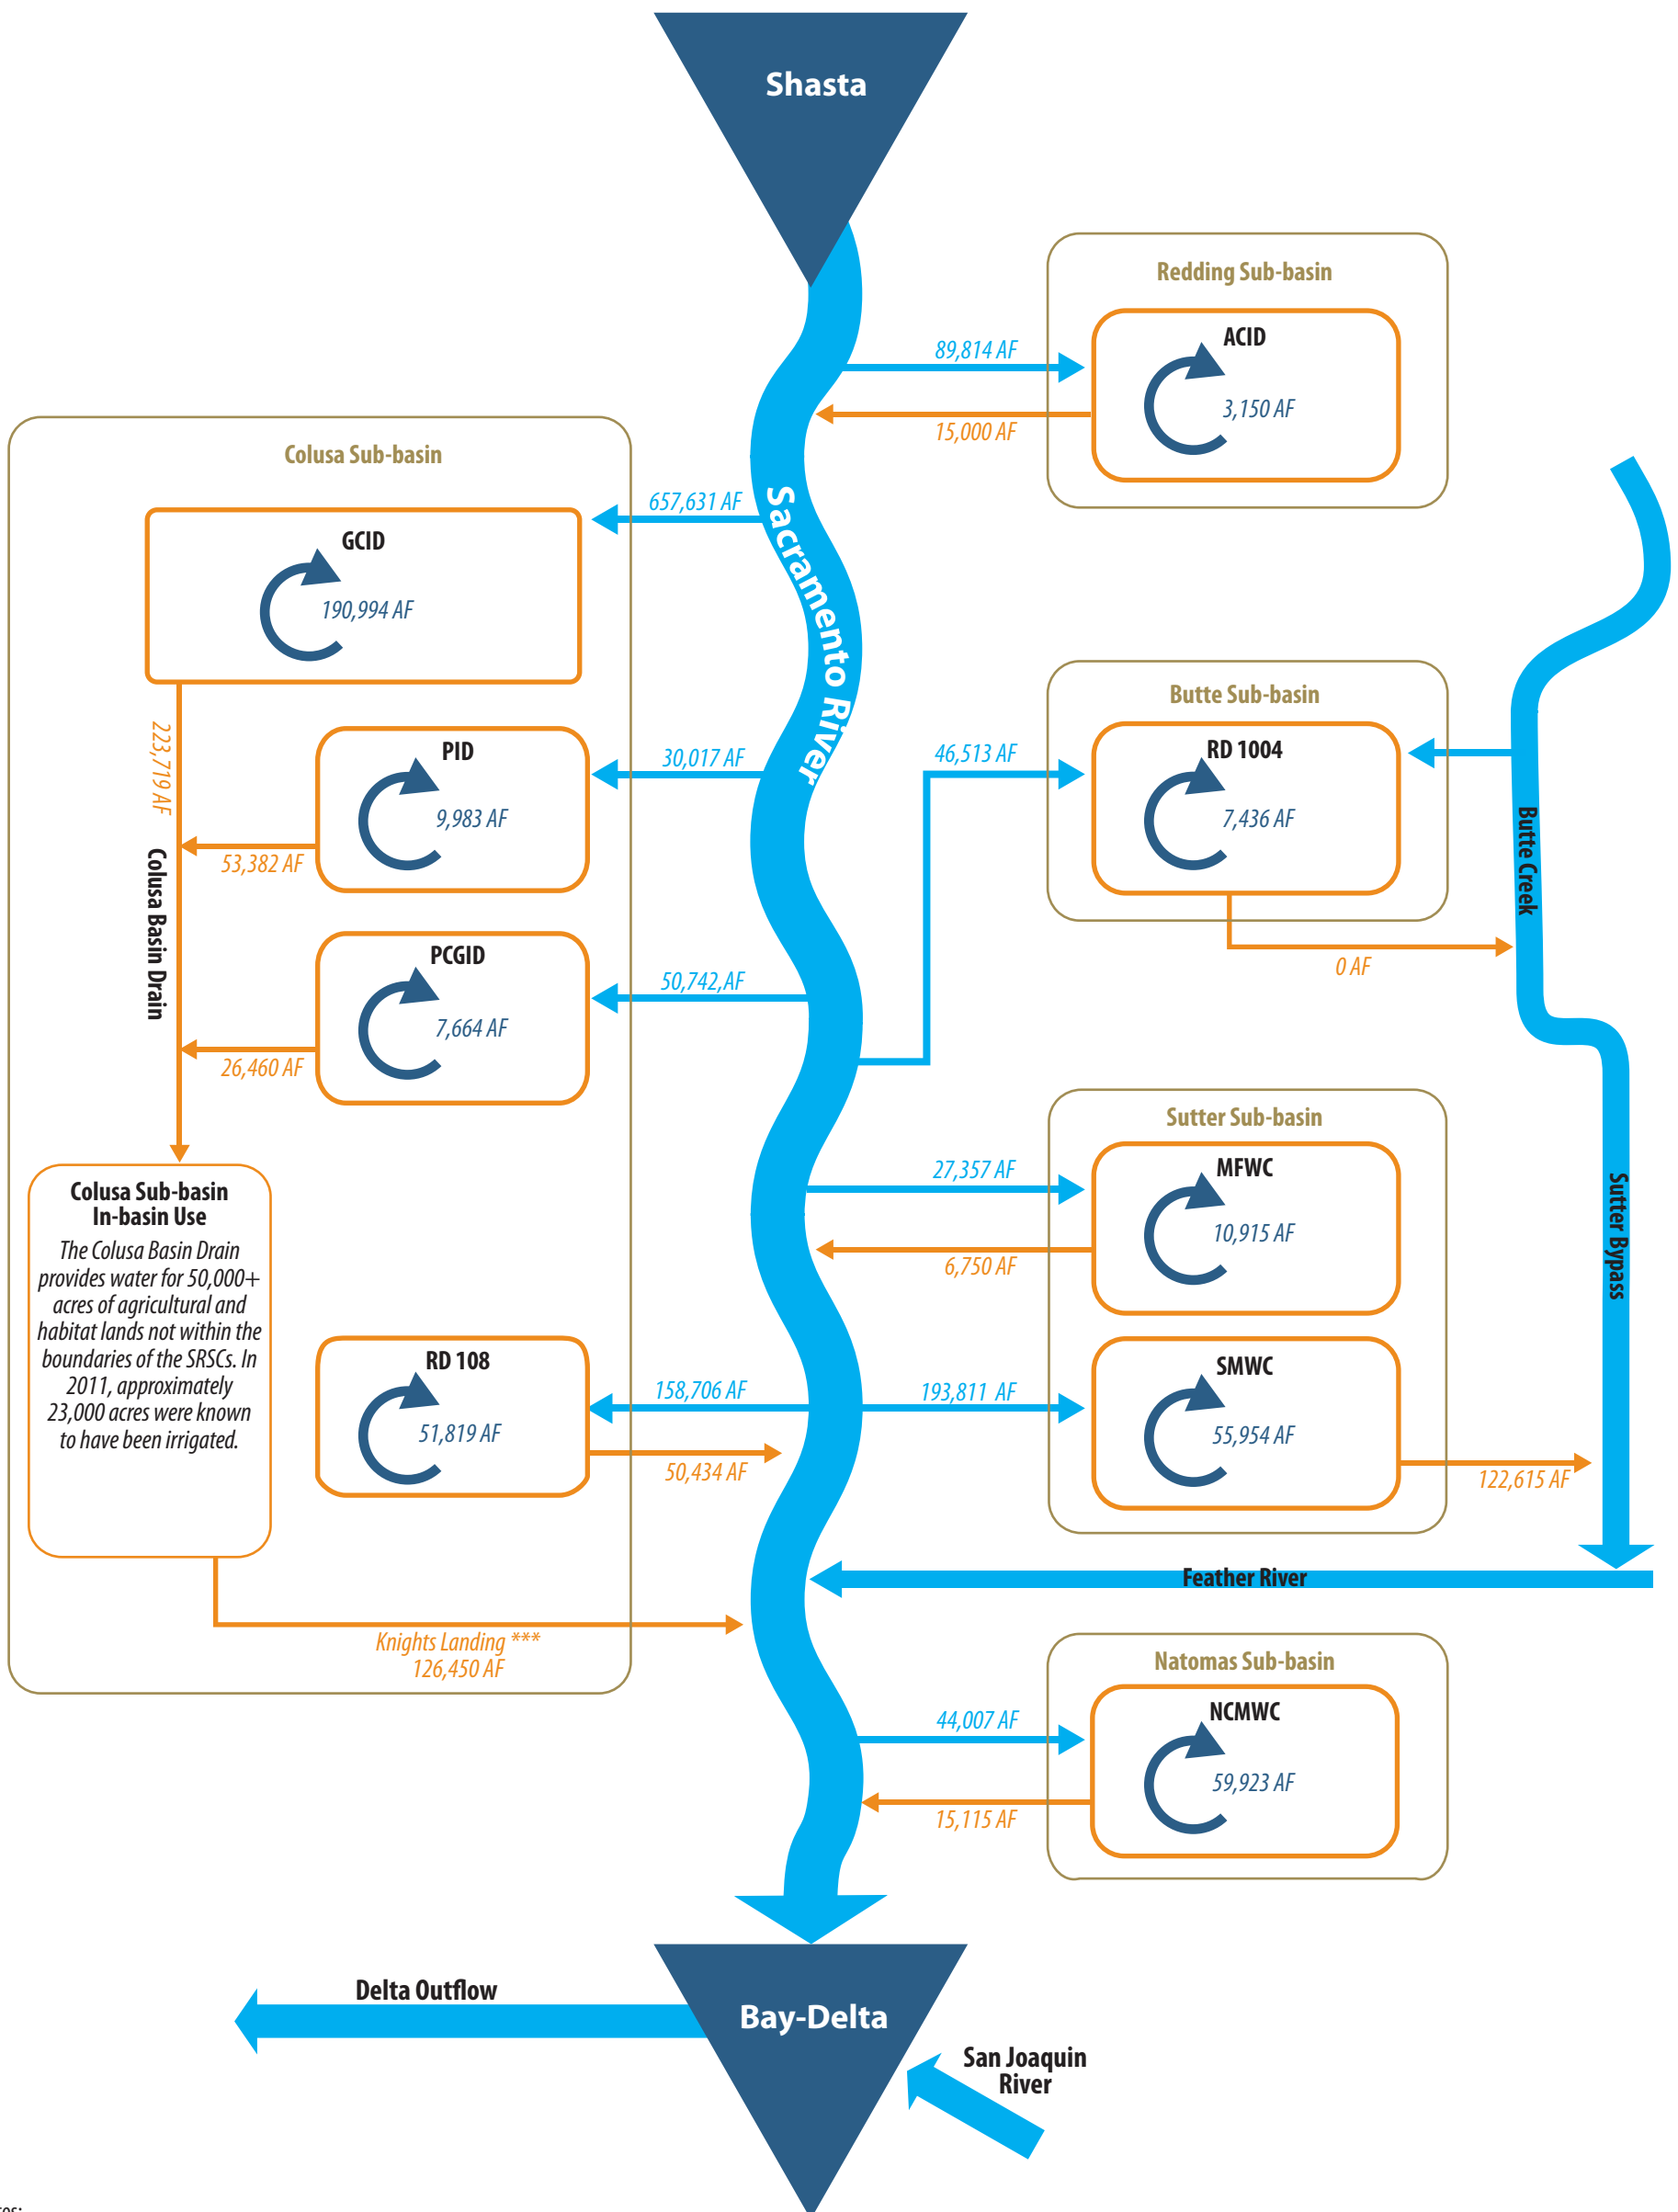 Shasta
Redding Sub-basin
ACID
89,814 AF
3,150 AF
15,000 AF
Colusa Sub-basin
657,631 AF
GCID
190,994 AF
Sacramento River
223,719 AF
Colusa Basin Drain
PID
30,017 AF
9,983 AF
53,382 AF
PCGID
50,742,AF
7,664 AF
26,460 AF
Butte Sub-basin
RD 1004
46,513 AF
7,436 AF
0 AF
Butte Creek
Sutter Bypass
Sutter Sub-basin
MFWC
27,357 AF
10,915 AF
6,750 AF
SMWC
193,811 AF
55,954 AF
122,615 AF
Colusa Sub-basin
In-basin Use
The Colusa Basin Drain
provides water for 50,000+
acres of agricultural and
habitat lands not within the
boundaries of the SRSCs. In
2011, approximately
23,000 acres were known
to have been irrigated.
RD 108
158,706 AF
51,819 AF
50,434 AF
Feather River
Knights Landing ***
126,450 AF
Natomas Sub-basin
NCMWC
44,007 AF
59,923 AF
15,115 AF
Delta Outflow
Bay-Delta
San Joaquin
River